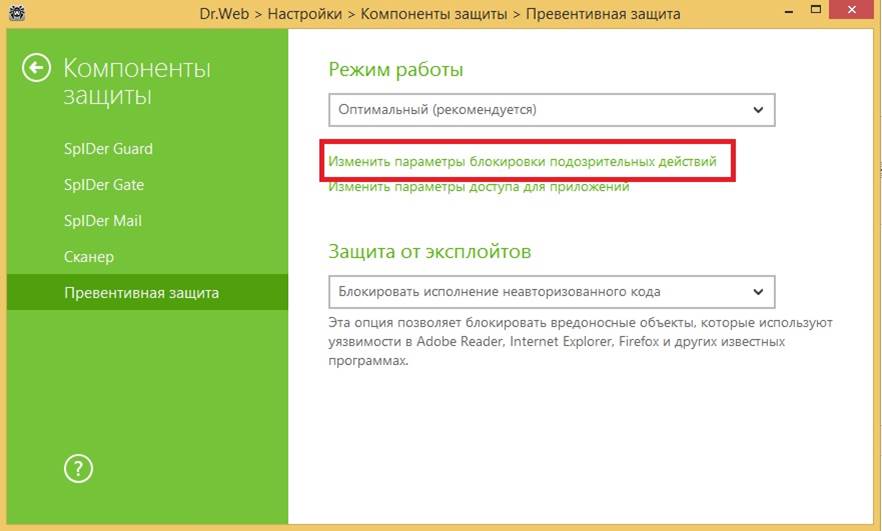 Dr.Web > Настройки > Компоненты защиты > Превентивная защита
Компоненты
защиты
SpIDer Guard
SpIDer Gate
SpIDer Mail
Сканер
Превентивная защита
?
Режим работы
Оптимальный (рекомендуется)
Изменить параметры блокировки подозрительных действий
Изменить параметры доступа для приложений
Защита от эксплойтов
Блокировать исполнение неавторизованного кода
Эта опция позволяет блокировать вредоносные объекты, которые используют
уязвимости в Adobe Reader, Internet Explorer, Firefox и других известных
программах.